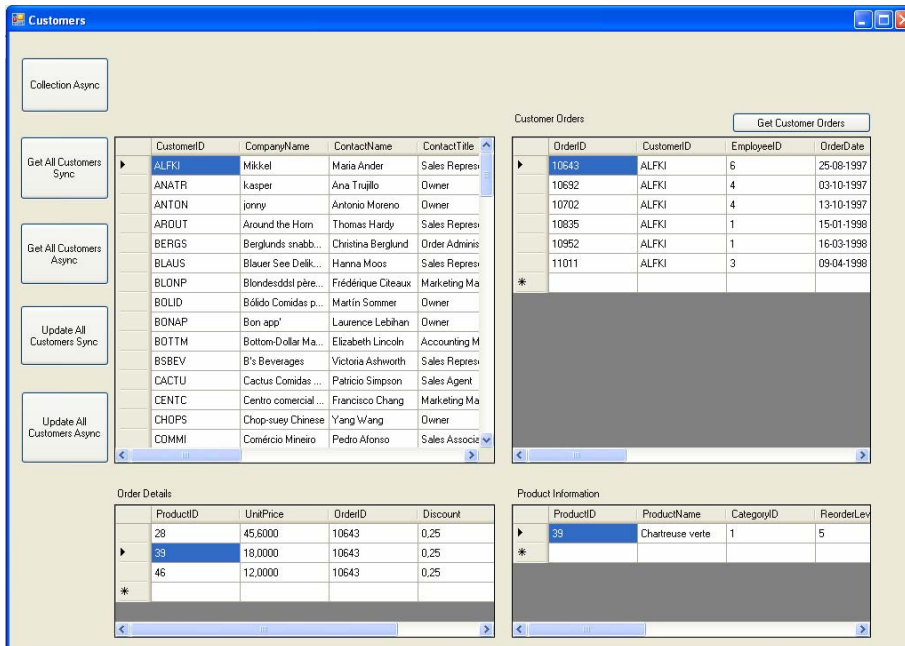 Customers
Collection Async
Get All Customers
Sync
Get All Customers
Async
Update All
Customers Sync
Update All
Customers Async
CustomerID CompanyName ContactName ContactTitle
ALFKI Mikkel Maria Ander Sales Represe
ANATR kasper Ana Trujillo Owner
ANTON jonny Antonio Moreno Owner
AROUT Around the Horn Thomas Hardy Sales Represe
BERGS Berglunds snabb... Christina Berglund Order Adminis
BLAUS Blauer See Delik... Hanna Moos Sales Represe
BLONP Blondesddsl père... Frédérique Citeaux Marketing Ma
BOLID Bólido Comidas p... Martín Sommer Owner
BONAP Bon app' Laurence Lebihan Owner
BOTTM Bottom-Dollar Ma... Elizabeth Lincoln Accounting M
BSBEV B's Beverages Victoria Ashworth Sales Represe
CACTU Cactus Comidas ... Patricio Simpson Sales Agent
CENTC Centro comercial ... Francisco Chang Marketing Ma
CHOPS Chop-suey Chinese Yang Wang Owner
COMMI Comércio Mineiro Pedro Afonso Sales Associa
Customer Orders
Get Customer Orders
OrderID CustomerID EmployeeID OrderDate
10643 ALFKI 6 25-08-1997
10692 ALFKI 4 03-10-1997
10702 ALFKI 4 13-10-1997
10835 ALFKI 1 15-01-1998
10952 ALFKI 1 16-03-1998
11011 ALFKI 3 09-04-1998
Order Details
ProductID UnitPrice OrderID Discount
28 45,6000 10643 0,25
39 18,0000 10643 0,25
46 12,0000 10643 0,25
Product Information
ProductID ProductName CategoryID ReorderLev
39 Chartreuse verte 1 5